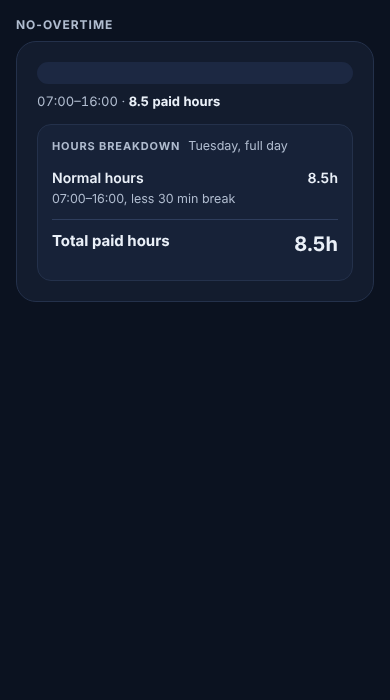 NO-OVERTIME
07:00–16:00 · 8.5 paid hours
HOURS BREAKDOWN Tuesday, full day
Normal hours 8.5h
07:00–16:00, less 30 min break
Total paid hours 8.5h